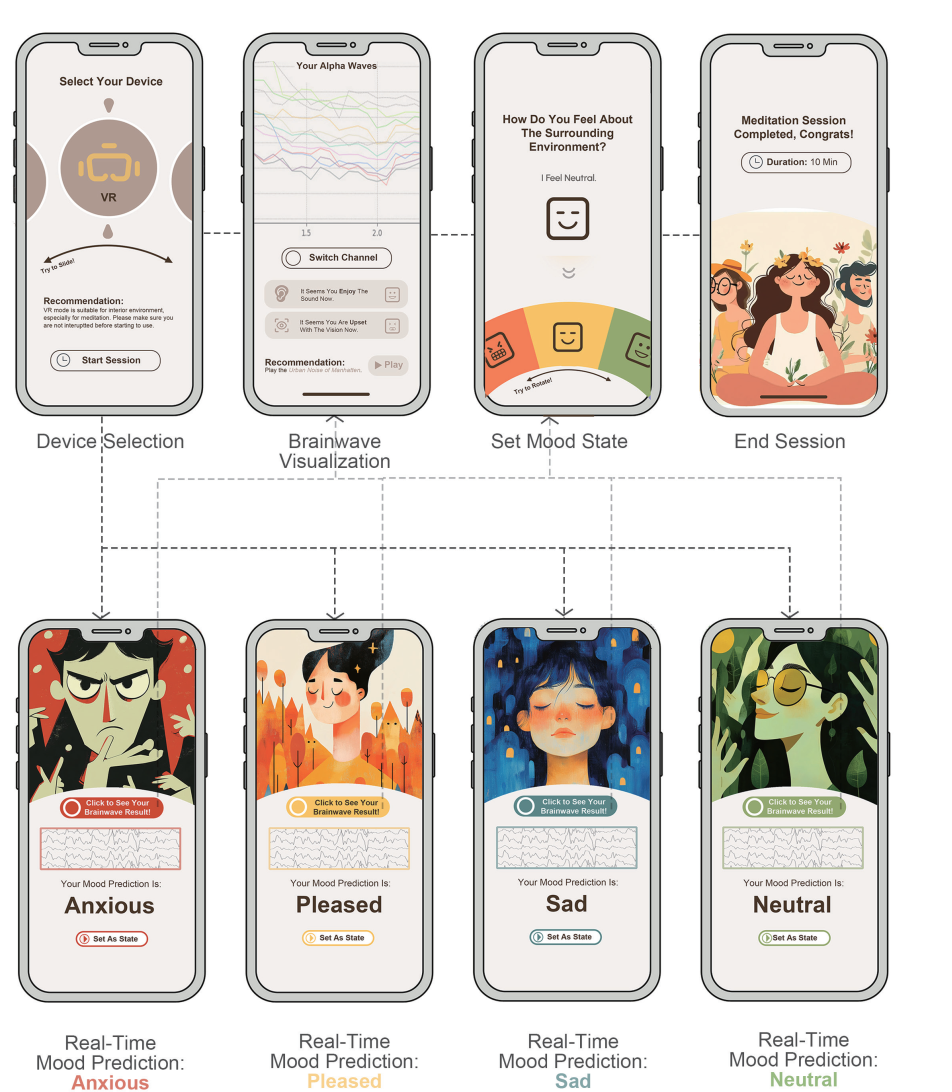 Select Your Device
VR
Try to Slide!
Recommendation:
VR mode is suitable for interior environment,
especially for meditation. Please make sure you
are not interuptted before starting to use.
Start Session
Device Selection
Your Alpha Waves
1.5 2.0
Switch Channel
It Seems You Enjoy The
Sound Now.
It Seems You Are Upset
With The Vision Now.
Recommendation:
Play the Urban Noise of Manhatten.
Play
Brainwave
Visualization
How Do You Feel About
The Surrounding
Environment?
I Feel Neutral.
Try to Rotate!
Set Mood State
Meditation Session
Completed, Congrats!
Duration: 10 Min
End Session
Click to See Your
Brainwave Result!
Your Mood Prediction Is:
Anxious
Set As State
Real-Time
Mood Prediction:
Anxious
Click to See Your
Brainwave Result!
Your Mood Prediction Is:
Pleased
Set As State
Real-Time
Mood Prediction:
Pleased
Click to See Your
Brainwave Result!
Your Mood Prediction Is:
Sad
Set As State
Real-Time
Mood Prediction:
Sad
Click to See Your
Brainwave Result!
Your Mood Prediction Is:
Neutral
Set As State
Real-Time
Mood Prediction:
Neutral